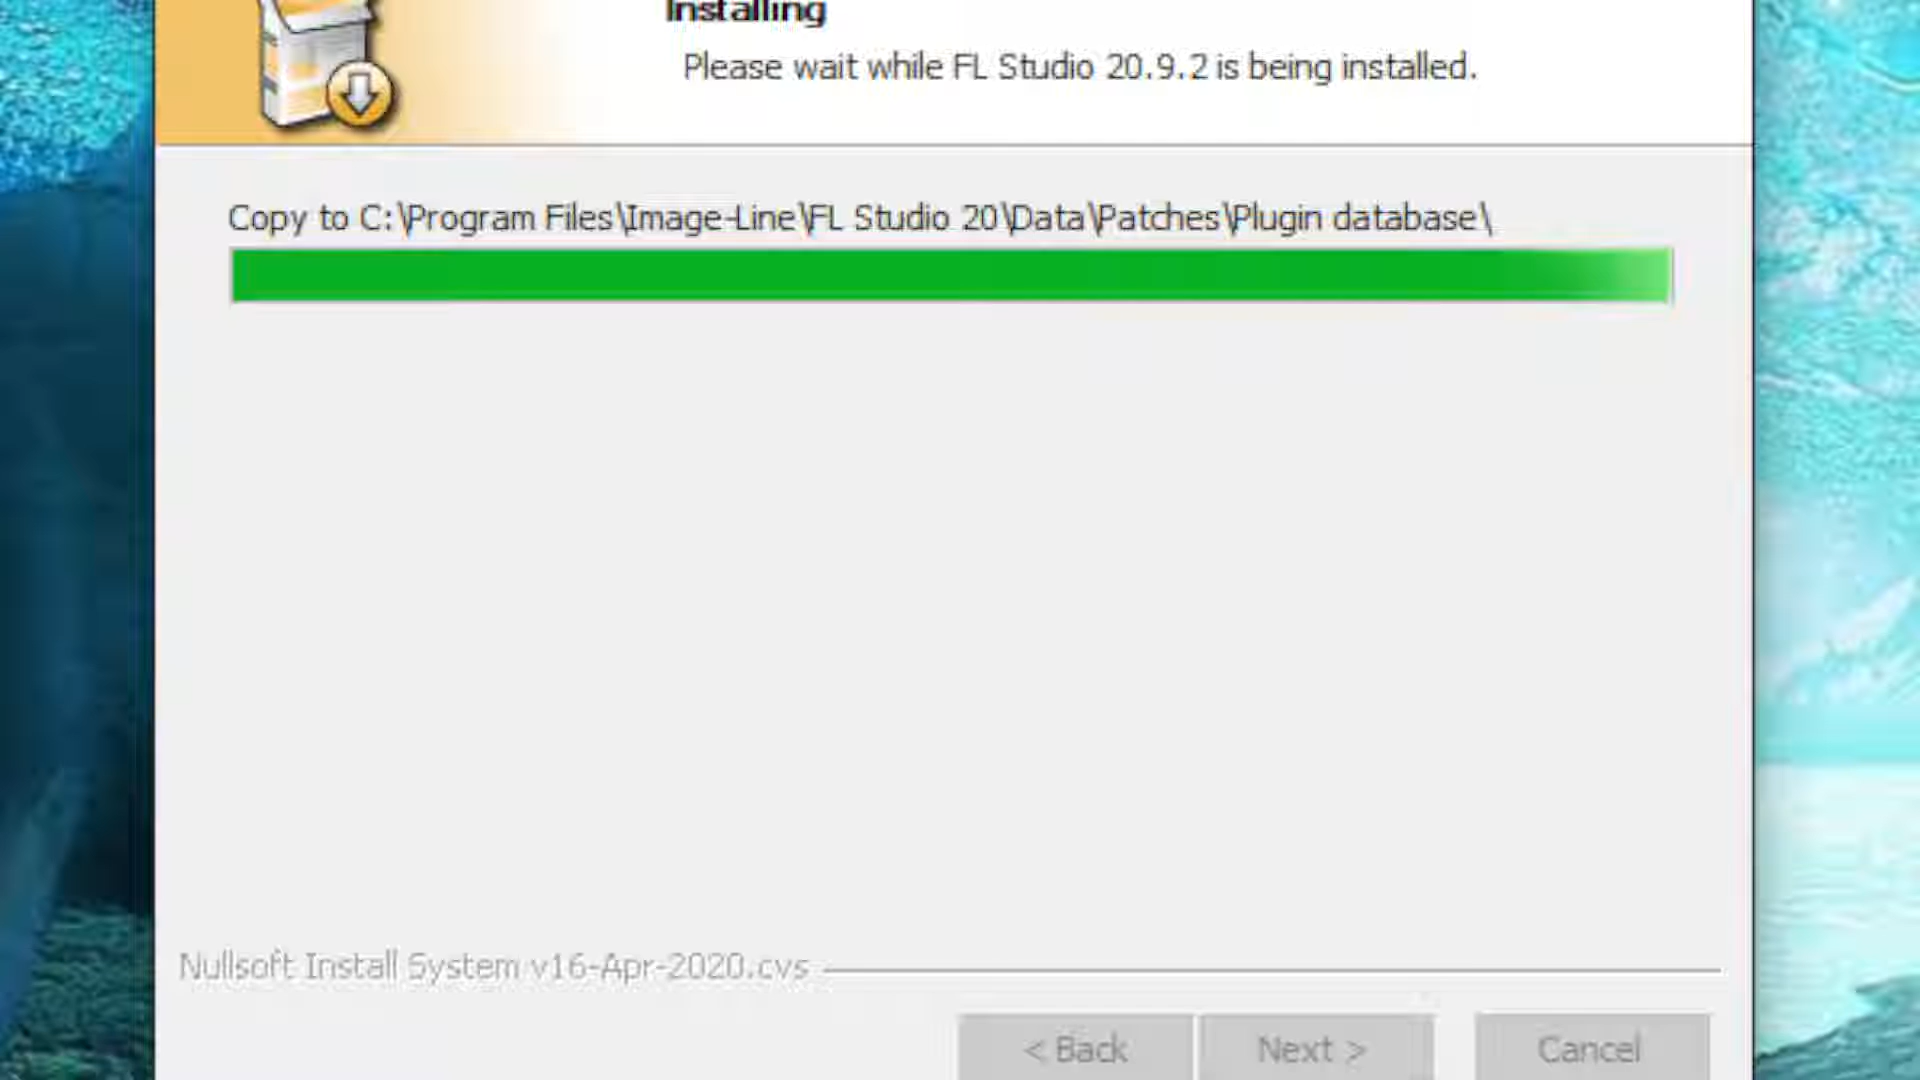 Installing
Please wait while FL Studio 20.9.2 is being installed.
Copy to C:\Program Files\Image-Line\FL Studio 20\Data\Patches\Plugin database\
Nullsoft Install System v16-Apr-2020.cvs
< Back
Next >
Cancel